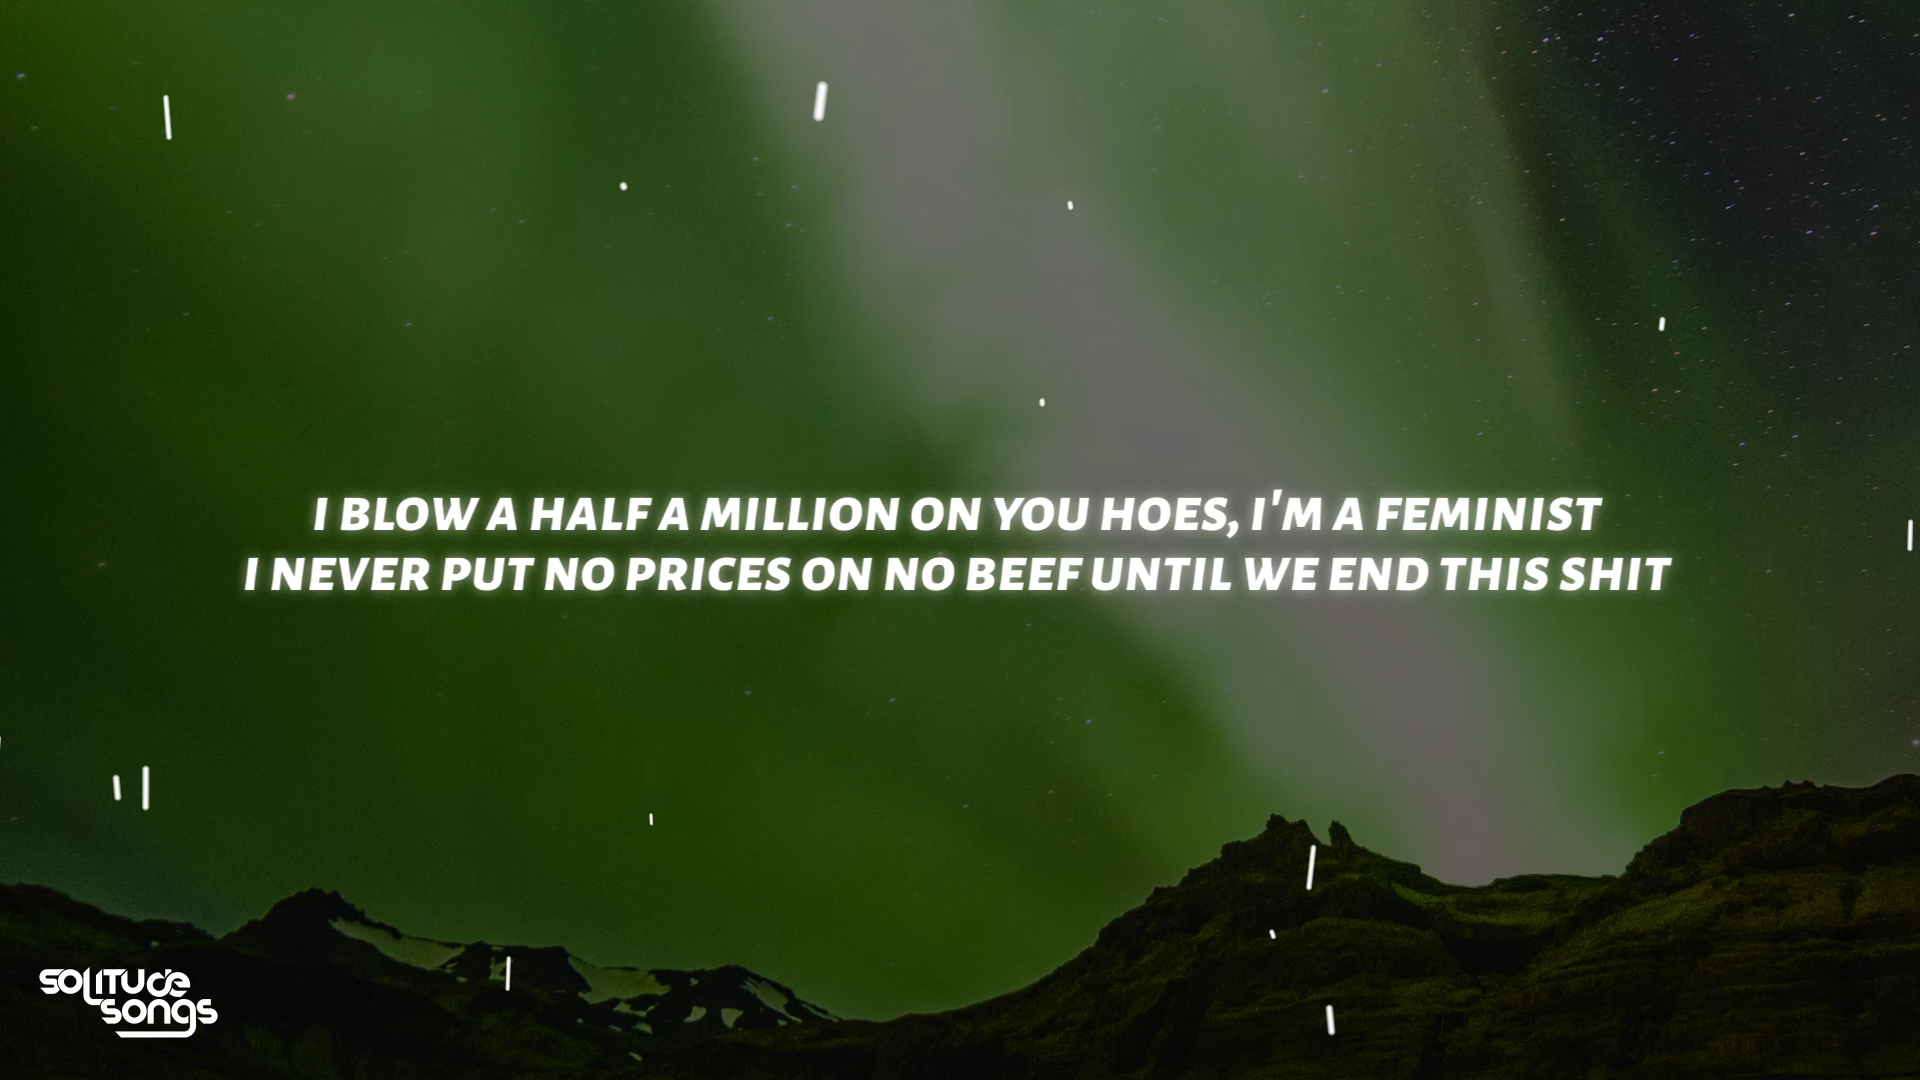 I BLOW A HALF A MILLION ON YOU HOES, I'M A FEMINIST
I NEVER PUT NO PRICES ON NO BEEF UNTIL WE END THIS SHIT
SOLITUDE
SONGS